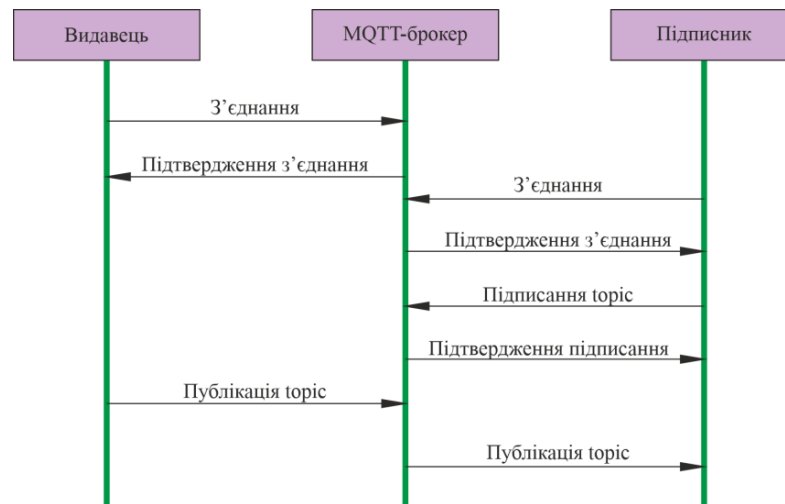 Видавець
MQTT-брокер
Підписник
З’єднання
Підтвердження з’єднання
З’єднання
Підтвердження з’єднання
Підписання topic
Підтвердження підписання
Публікація topic
Публікація topic